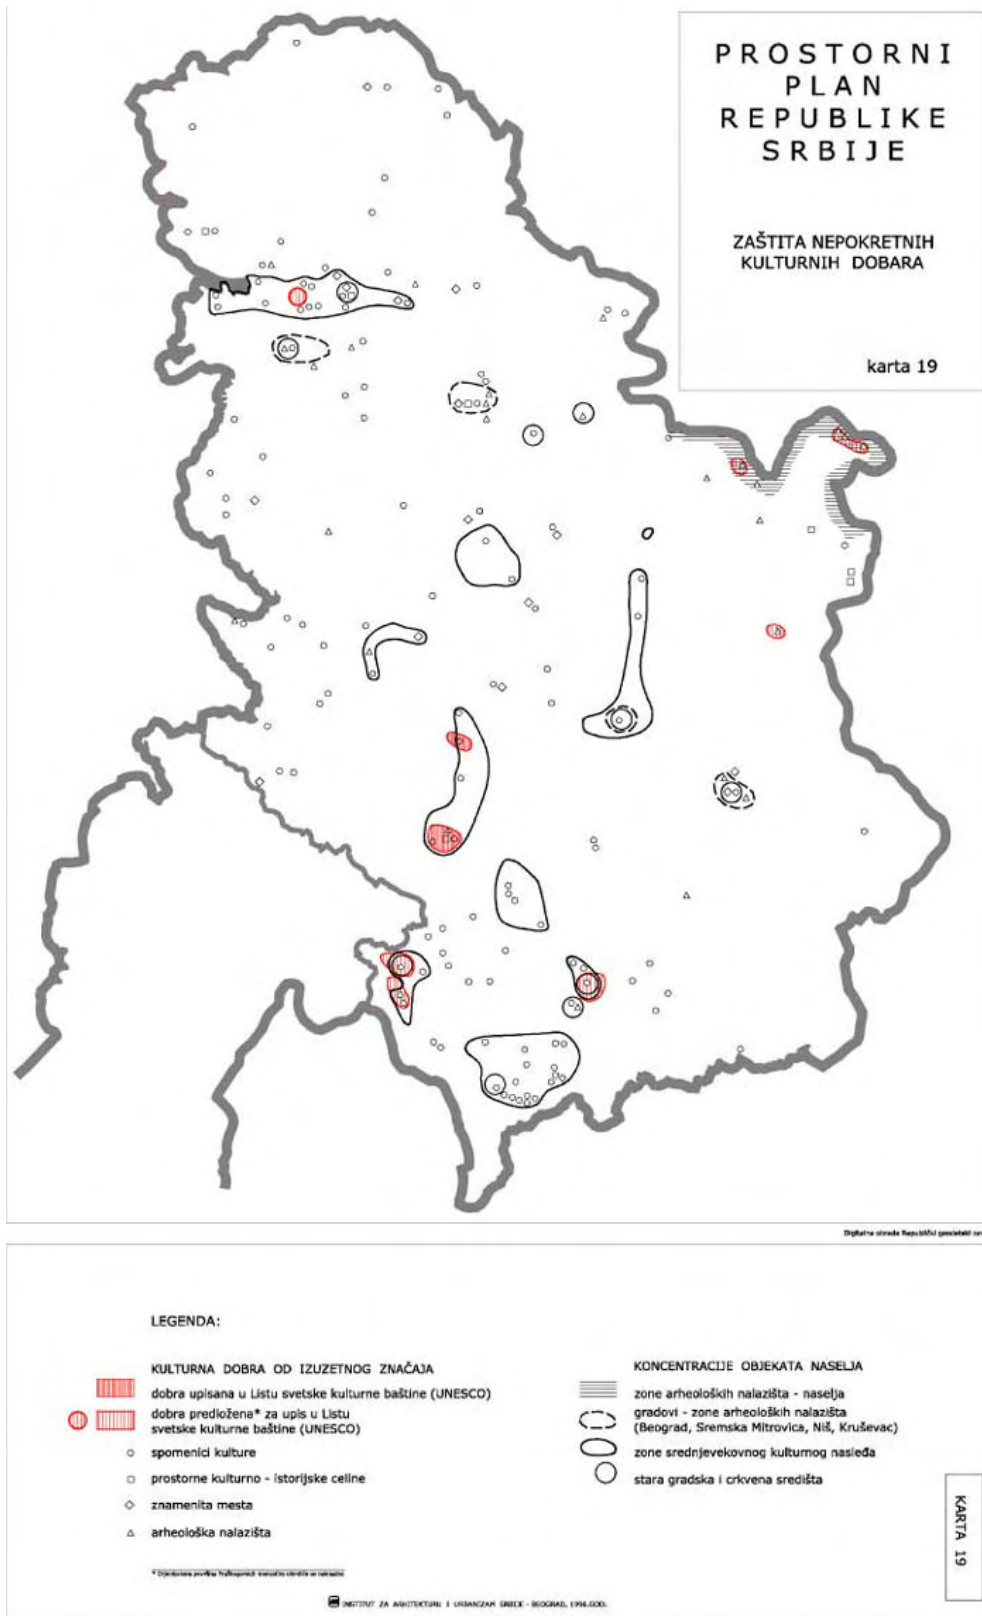 PROSTORNI
PLAN
REPUBLIKE
SRBIJE
ZAŠTITA NEPOKRETNIH
KULTURNIH DOBARA
karta 19
Digitalna obrada Republički geodetski
LEGENDA:
KULTURNA DOBRA OD IZUZETNOG ZNAČAJA
dobra upisana u Listu svetske kulturne baštine (UNESCO)
dobra predložena* za upis u Listu
svetske kulturne baštine (UNESCO)
spomenici kulture
prostorne kulturno - istorijske celine
znamenita mesta
arheološka nalazišta
KONCENTRACIJE OBJEKATA NASELJA
zone arheoloških nalazišta - naselja
gradovi - zone arheoloških nalazišta
(Beograd, Sremska Mitrovica, Niš, Kruševac)
zone srednjevekovnog kulturnog nasleđa
stara gradska i crkvena središta
KARTA 19
INSTITUT ZA ARHITEKTURU I URBANIZAM SRBIJE - BEOGRAD, 1996.GOD.